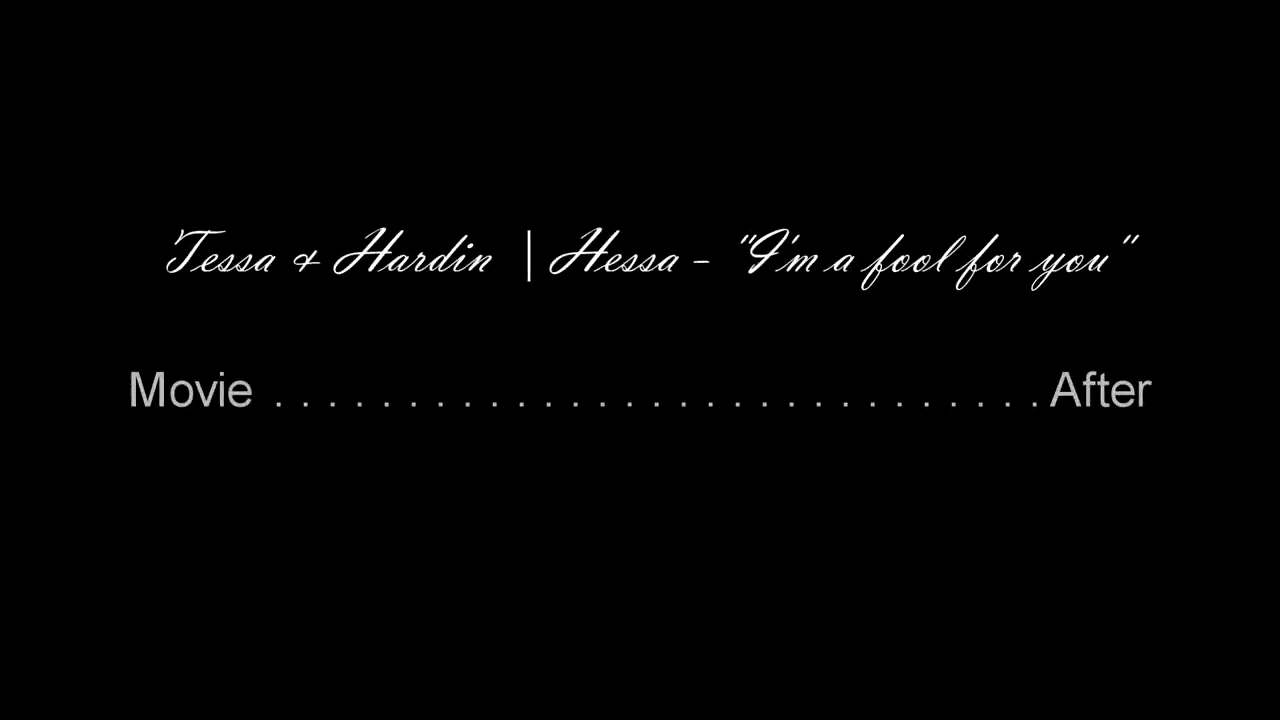 Tessa & Hardin | Hessa - "I'm a fool for you"
Movie . . . . . . . . . . . . . . . . . . . . . . . . . . . . . After